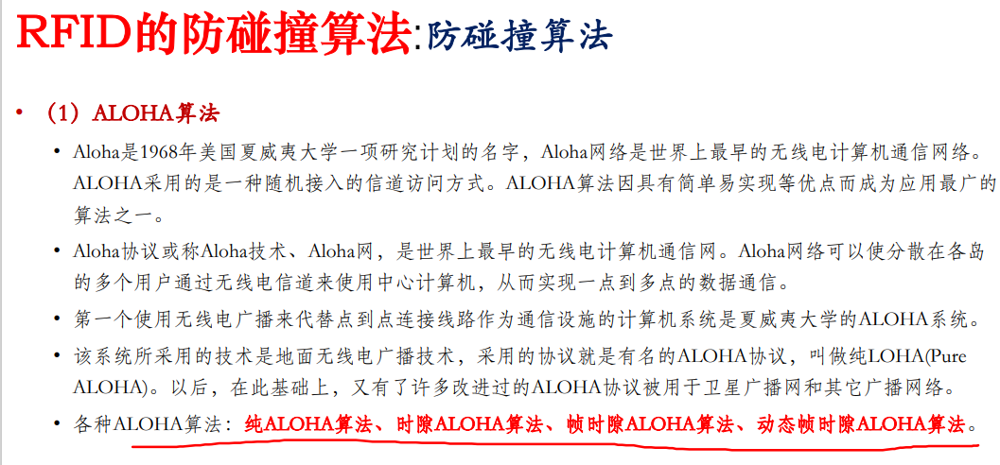 RFID的防碰撞算法:防碰撞算法
• （1）ALOHA算法
• Aloha是1968年美国夏威夷大学一项研究计划的名字，Aloha网络是世界上最早的无线电计算机通信网络。
ALOHA采用的是一种随机接入的信道访问方式。ALOHA算法因具有简单易实现等优点而成为应用最广的
算法之一。
• Aloha协议或称Aloha技术、Aloha网，是世界上最早的无线电计算机通信网。Aloha网络可以使分散在各岛
的多个用户通过无线电信道来使用中心计算机，从而实现一点到多点的数据通信。
• 第一个使用无线电广播来代替点到点连接线路作为通信设施的计算机系统是夏威夷大学的ALOHA系统。
• 该系统所采用的技术是地面无线电广播技术，采用的协议就是有名的ALOHA协议，叫做纯LOHA(Pure
ALOHA)。以后，在此基础上，又有了许多改进过的ALOHA协议被用于卫星广播网和其它广播网络。
• 各种ALOHA算法：纯ALOHA算法、时隙ALOHA算法、帧时隙ALOHA算法、动态帧时隙ALOHA算法。